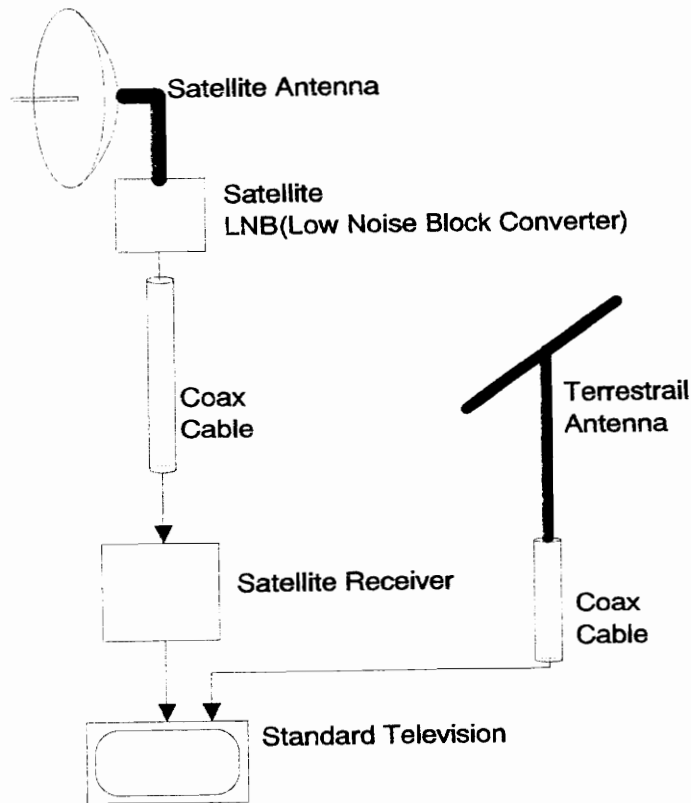 Satellite Antenna
Satellite
LNB(Low Noise Block Converter)
Coax
Cable
Terrestrail
Antenna
Satellite Receiver
Coax
Cable
Standard Television